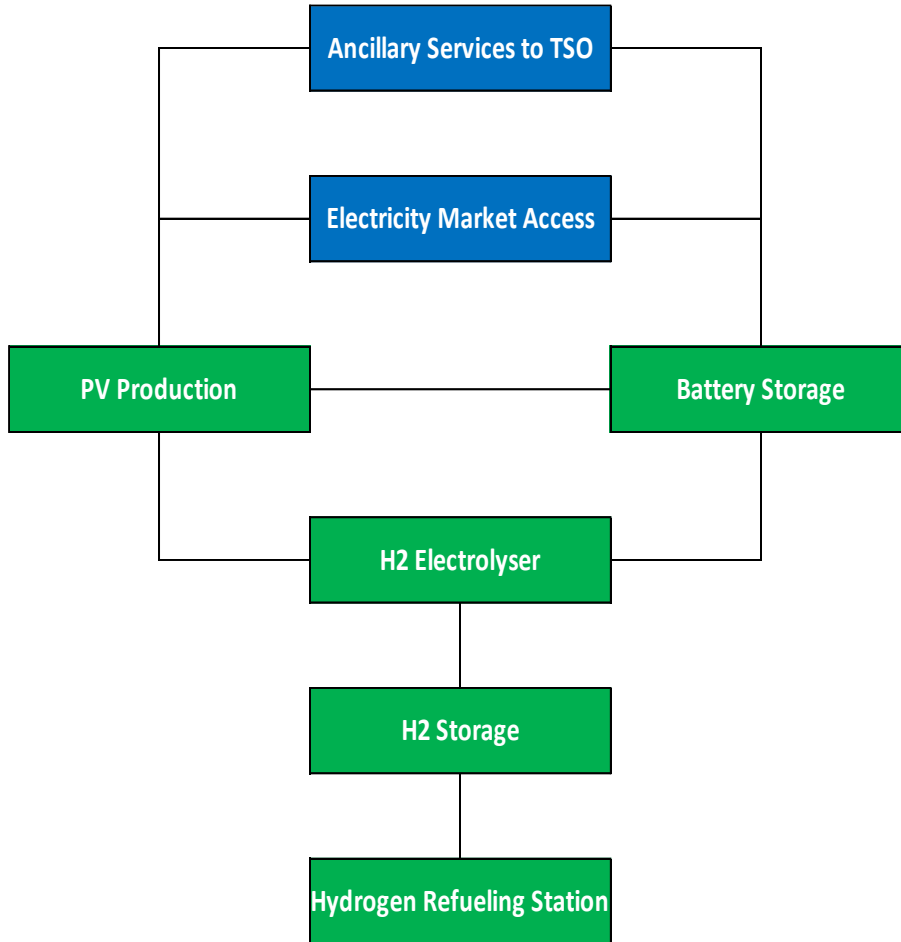 Ancillary Services to TSO
Electricity Market Access
PV Production
Battery Storage
H2 Electrolyser
H2 Storage
Hydrogen Refueling Station